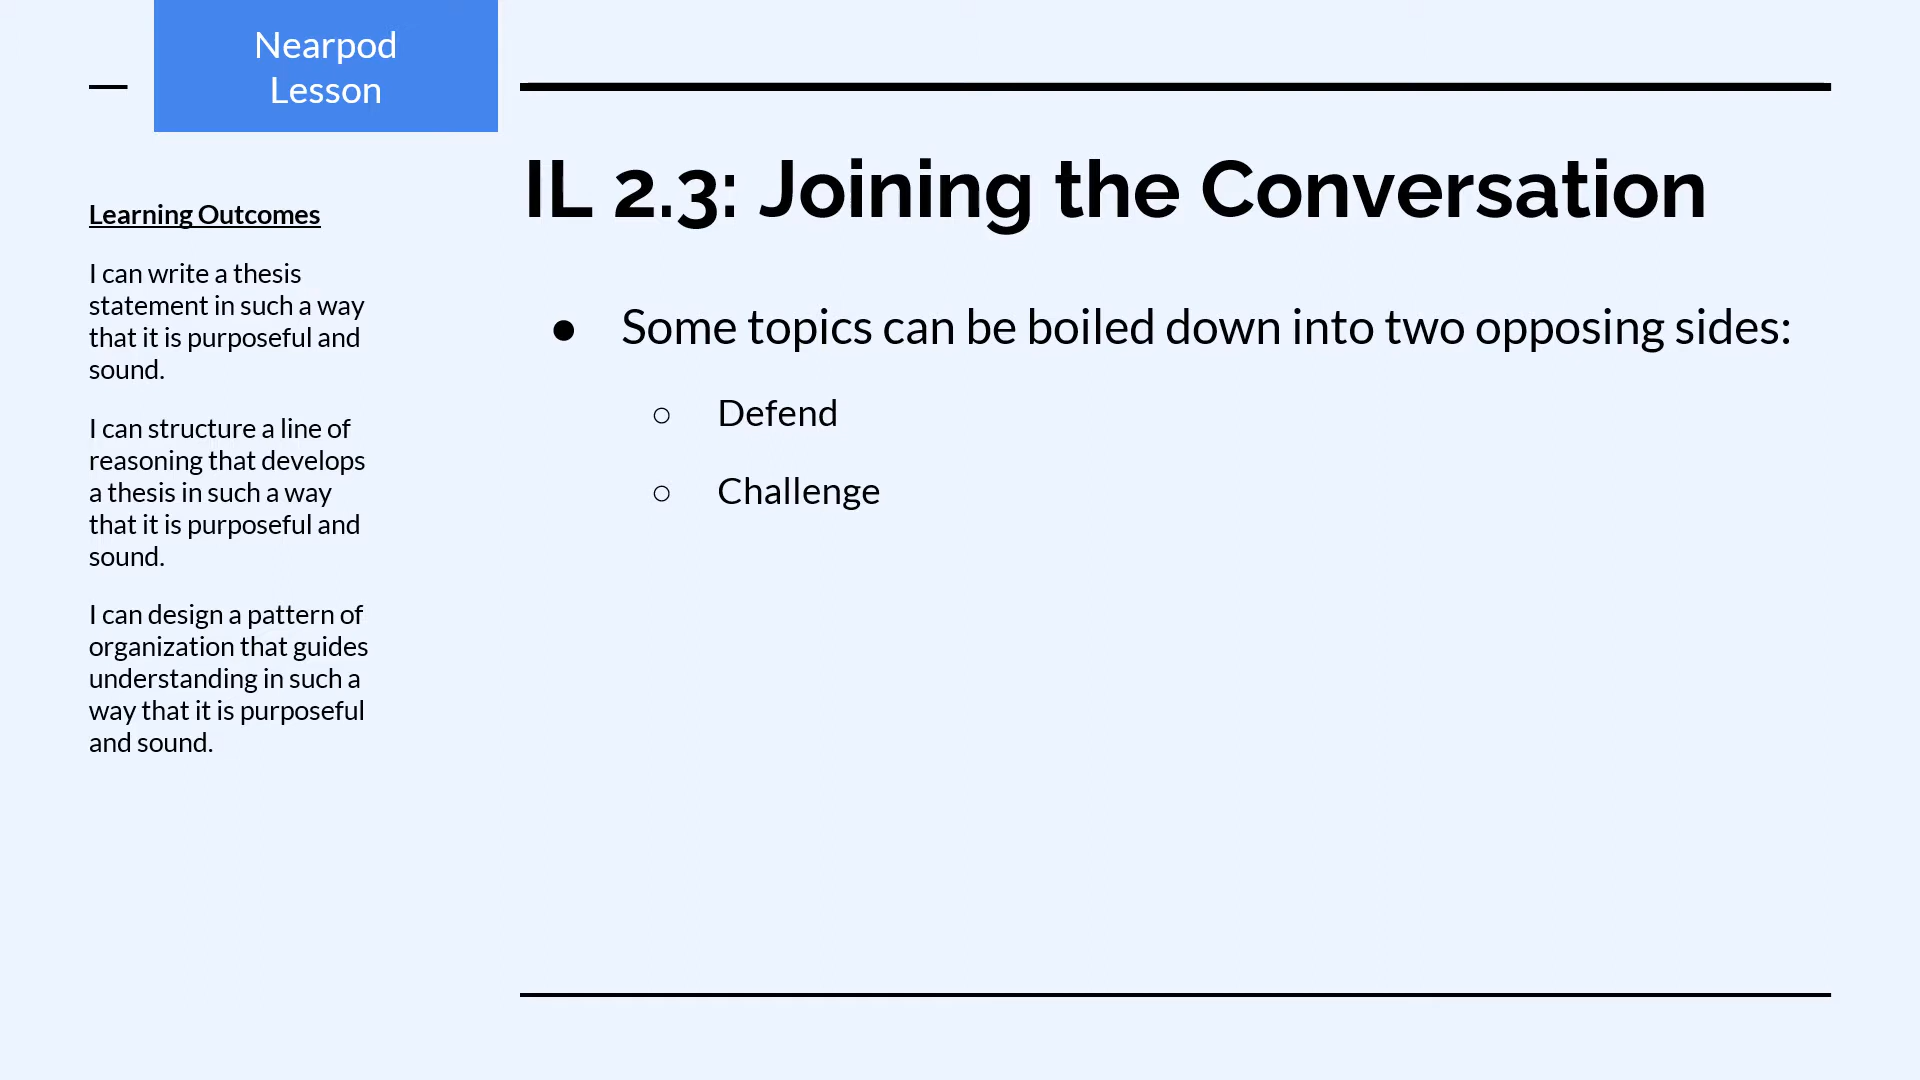 Nearpod
Lesson
Learning Outcomes
I can write a thesis
statement in such a way
that it is purposeful and
sound.
I can structure a line of
reasoning that develops
a thesis in such a way
that it is purposeful and
sound.
I can design a pattern of
organization that guides
understanding in such a
way that it is purposeful
and sound.
IL 2.3: Joining the Conversation
● Some topics can be boiled down into two opposing sides:
○ Defend
○ Challenge